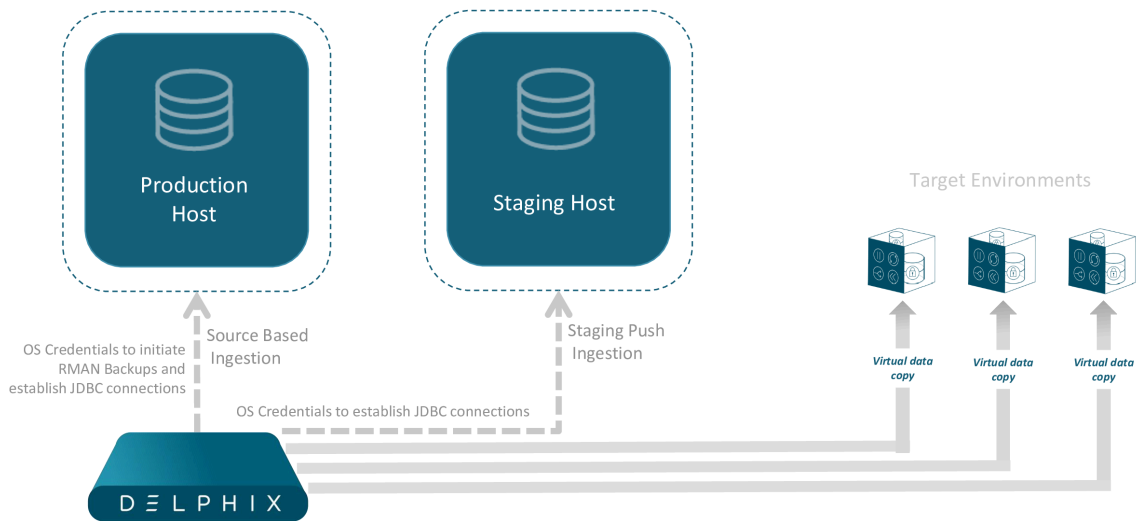 Production
Host
Staging Host
Target Environments
Source Based
Ingestion
OS Credentials to initiate
RMAN Backups and
establish JDBC connections
Staging Push
Ingestion
OS Credentials to establish JDBC connections
Virtual data
copy
Virtual data
copy
Virtual data
copy
DELPHIX